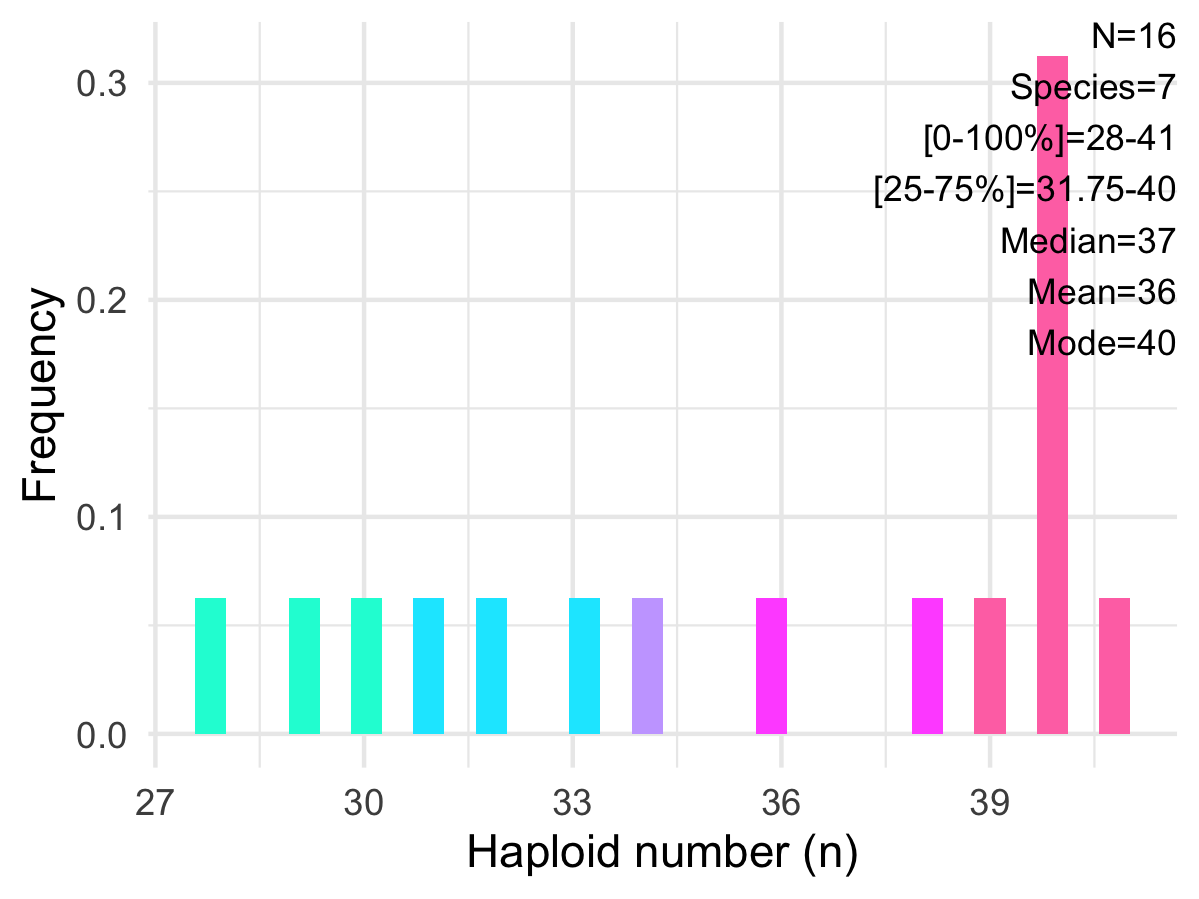 N=16
Species=7
[0-100%]=28-41
[25-75%]=31.75-40
Median=37
Mean=36
Mode=40
Frequency
0.3
0.2
0.1
0.0
27 30 33 36 39
Haploid number (n)